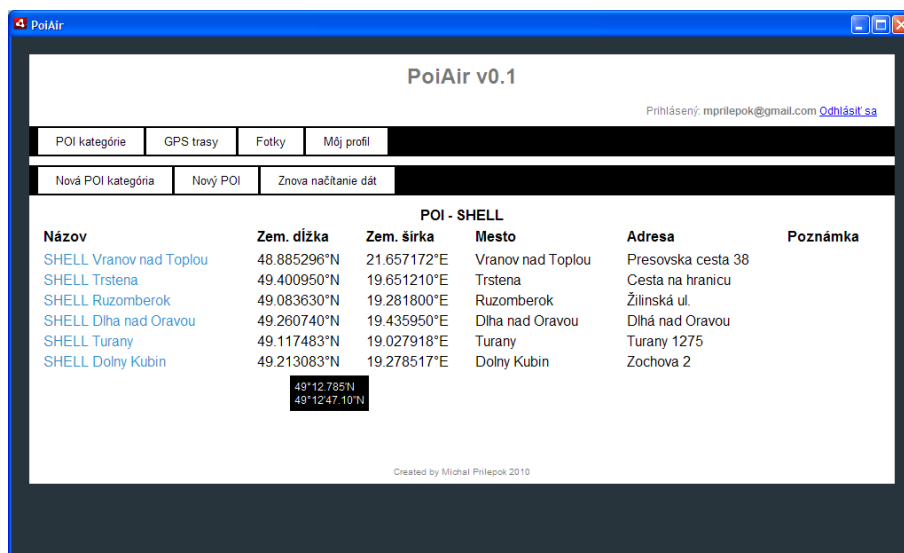 PoiAir
PoiAir v0.1
Prihlásený: mprilepok@gmail.com Odhlásiť sa
POI kategórie GPS trasy Fotky Môj profil
Nová POI kategória Nový POI Znova načítanie dát
POI - SHELL
Názov Zem. dĺžka Zem. šírka Mesto Adresa Poznámka
SHELL Vranov nad Toplou 48.885296°N 21.657172°E Vranov nad Toplou Presovska cesta 38
SHELL Trstena 49.400950°N 19.651210°E Trstena Cesta na hranicu
SHELL Ruzomberok 49.083630°N 19.281800°E Ruzomberok Žilinská ul.
SHELL Dlha nad Oravou 49.260740°N 19.435950°E Dlha nad Oravou Dlhá nad Oravou
SHELL Turany 49.117483°N 19.027918°E Turany Turany 1275
SHELL Dolny Kubin 49.213083°N 19.278517°E Dolny Kubin Zochova 2
49°12.785'N
49°12'47.10"N
Created by Michal Prilepok 2010